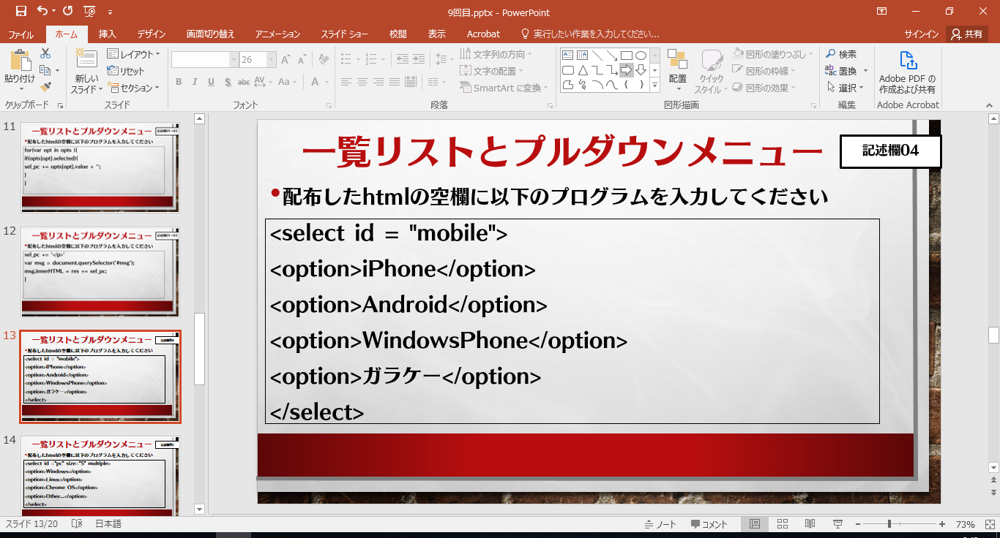 9回目.pptx - PowerPoint
ファイル
ホーム
挿入
デザイン
画面切り替え
アニメーション
スライド ショー
校閲
表示
Acrobat
実行したい作業を入力してください...
サインイン
共有
貼り付け
クリップボード
新しい
スライド
レイアウト
リセット
セクション
スライド
26
B I U S abc AV Aa A
フォント
文字列の方向
文字の配置
SmartArt に変換
段落
配置
クイック
スタイル
図形の塗りつぶし
図形の枠線
図形の効果
図形描画
検索
置換
選択
編集
Adobe PDF の
作成および共有
Adobe Acrobat
11
一覧リストとプルダウンメニュー
•配布したhtmlの空欄に以下のプログラムを入力してください
for(var opt in opts ){
if(opts[opt].selected){
sel_pc += opts[opt].value + '';
}
}
12
一覧リストとプルダウンメニュー
•配布したhtmlの空欄に以下のプログラムを入力してください
sel_pc += '</p>'
var msg = document.querySelector('#msg');
msg.innerHTML = res += sel_pc;
}
13
一覧リストとプルダウンメニュー
記述欄04
•配布したhtmlの空欄に以下のプログラムを入力してください
<select id = "mobile">
<option>iPhone</option>
<option>Android</option>
<option>WindowsPhone</option>
<option>ガラケー</option>
</select>
14
一覧リストとプルダウンメニュー
•配布したhtmlの空欄に以下のプログラムを入力してください
<select id ="pc" size="5" multiple>
<option>Windows</option>
<option>Linux</option>
<option>Chrome OS</option>
<option>Other...</option>
</select>
一覧リストとプルダウンメニュー
記述欄04
•配布したhtmlの空欄に以下のプログラムを入力してください
<select id = "mobile">
<option>iPhone</option>
<option>Android</option>
<option>WindowsPhone</option>
<option>ガラケー</option>
</select>
スライド 13/20
日本語
ノート
コメント
73%